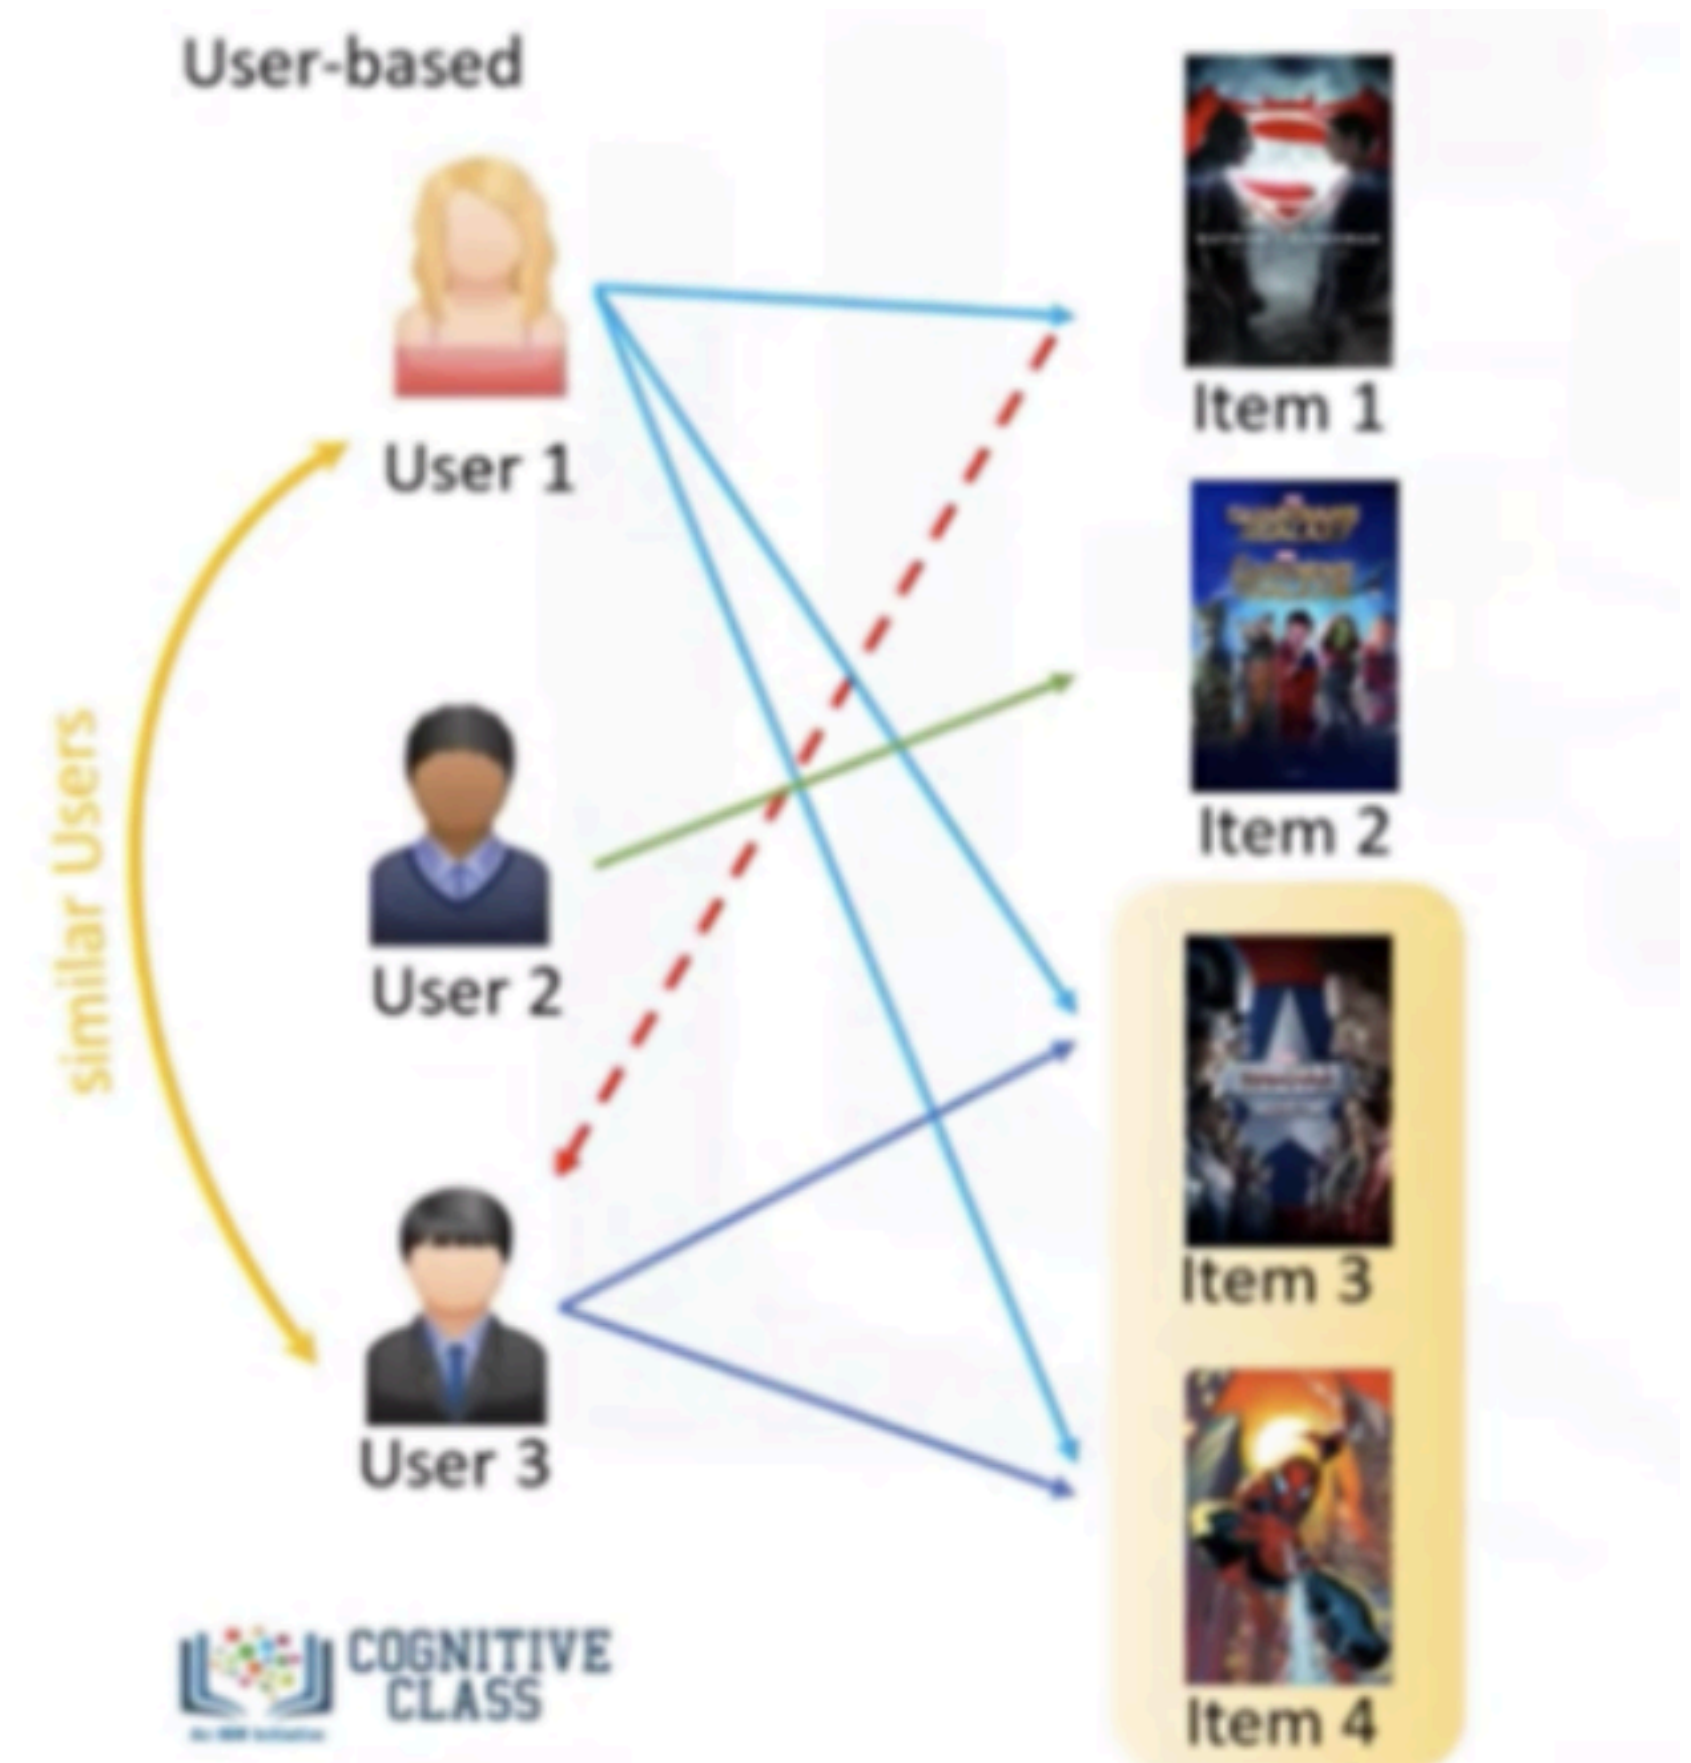 User-based
Item 1
User 1
Item 2
similar Users
User 2
Item 3
User 3
COGNITIVE
CLASS
Item 4